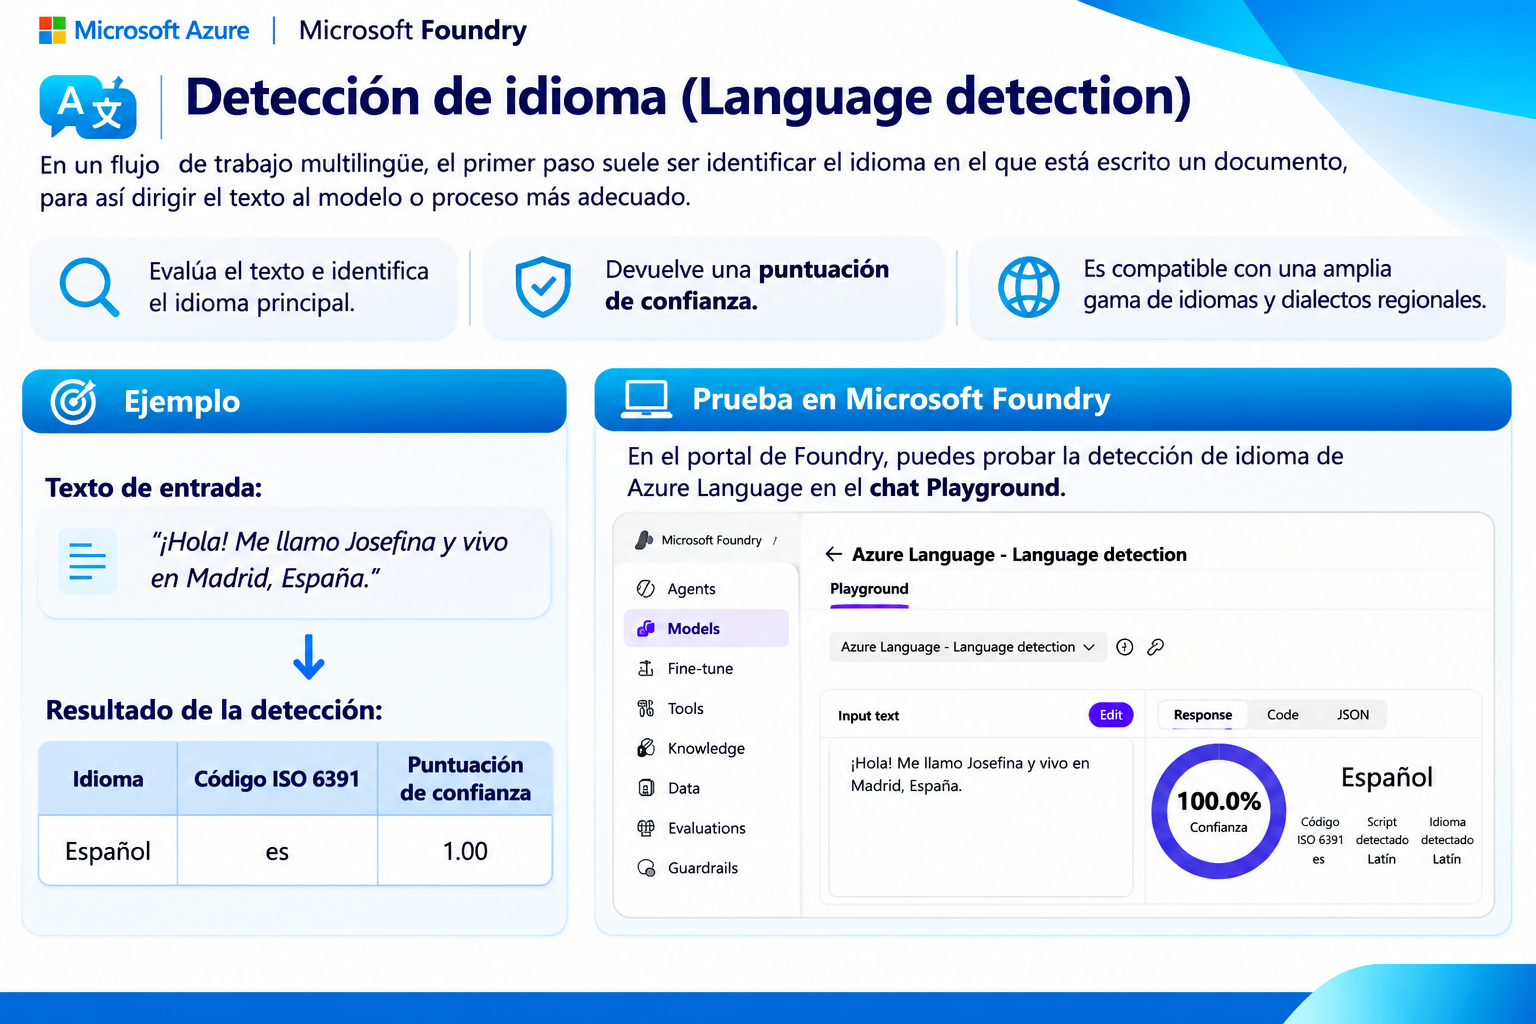 Microsoft Azure | Microsoft Foundry
A 文
Detección de idioma (Language detection)
En un flujo de trabajo multilingüe, el primer paso suele ser identificar el idioma en el que está escrito un documento,
para así dirigir el texto al modelo o proceso más adecuado.
Evalúa el texto e identifica
el idioma principal.
Devuelve una puntuación
de confianza.
Es compatible con una amplia
gama de idiomas y dialectos regionales.
Ejemplo
Texto de entrada:
“¡Hola! Me llamo Josefina y vivo
en Madrid, España.”
Resultado de la detección:
Idioma
Código ISO 6391
Puntuación
de confianza
Español
es
1.00
Prueba en Microsoft Foundry
En el portal de Foundry, puedes probar la detección de idioma de
Azure Language en el chat Playground.
Microsoft Foundry /
Agents
Models
Fine-tune
Tools
Knowledge
Data
Evaluations
Guardrails
← Azure Language - Language detection
Playground
Azure Language - Language detection
Input text
Edit
¡Hola! Me llamo Josefina y vivo en
Madrid, España.
Response
Code
JSON
100.0%
Confianza
Español
Código
ISO 6391
es
Script
detectado
Latín
Idioma
detectado
Latín